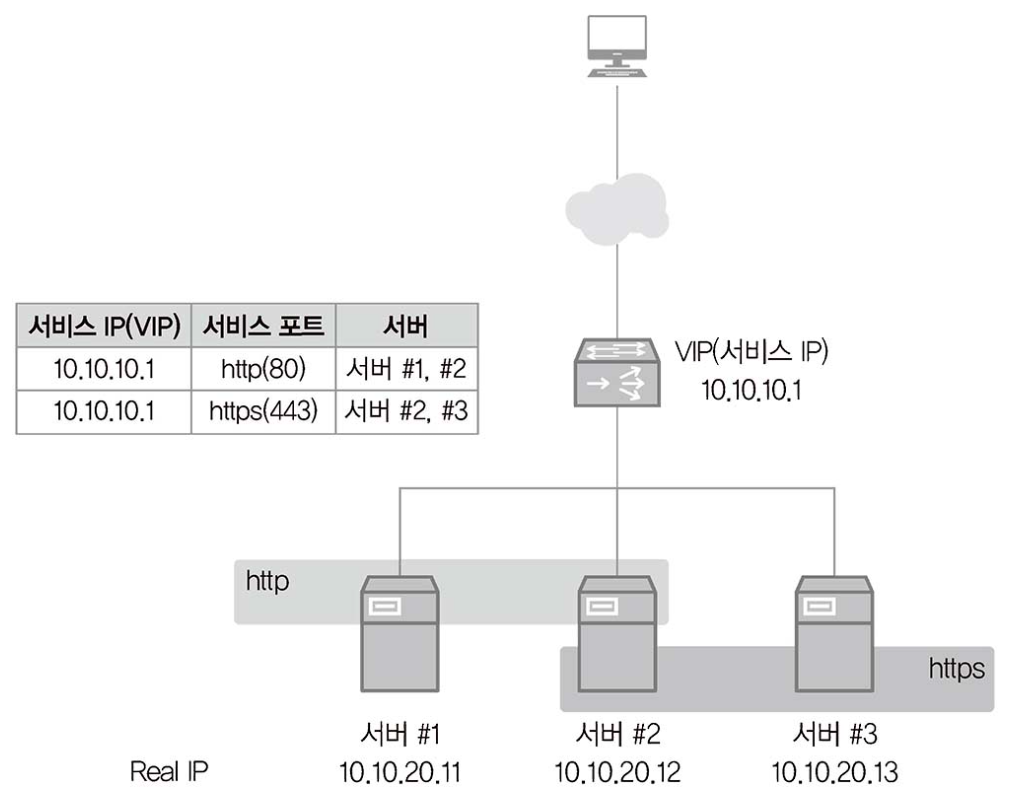 서비스 IP(VIP) 서비스 포트 서버
10.10.10.1 http(80) 서버 #1, #2
10.10.10.1 https(443) 서버 #2, #3
VIP(서비스 IP)
10.10.10.1
http
https
서버 #1 서버 #2 서버 #3
Real IP 10.10.20.11 10.10.20.12 10.10.20.13